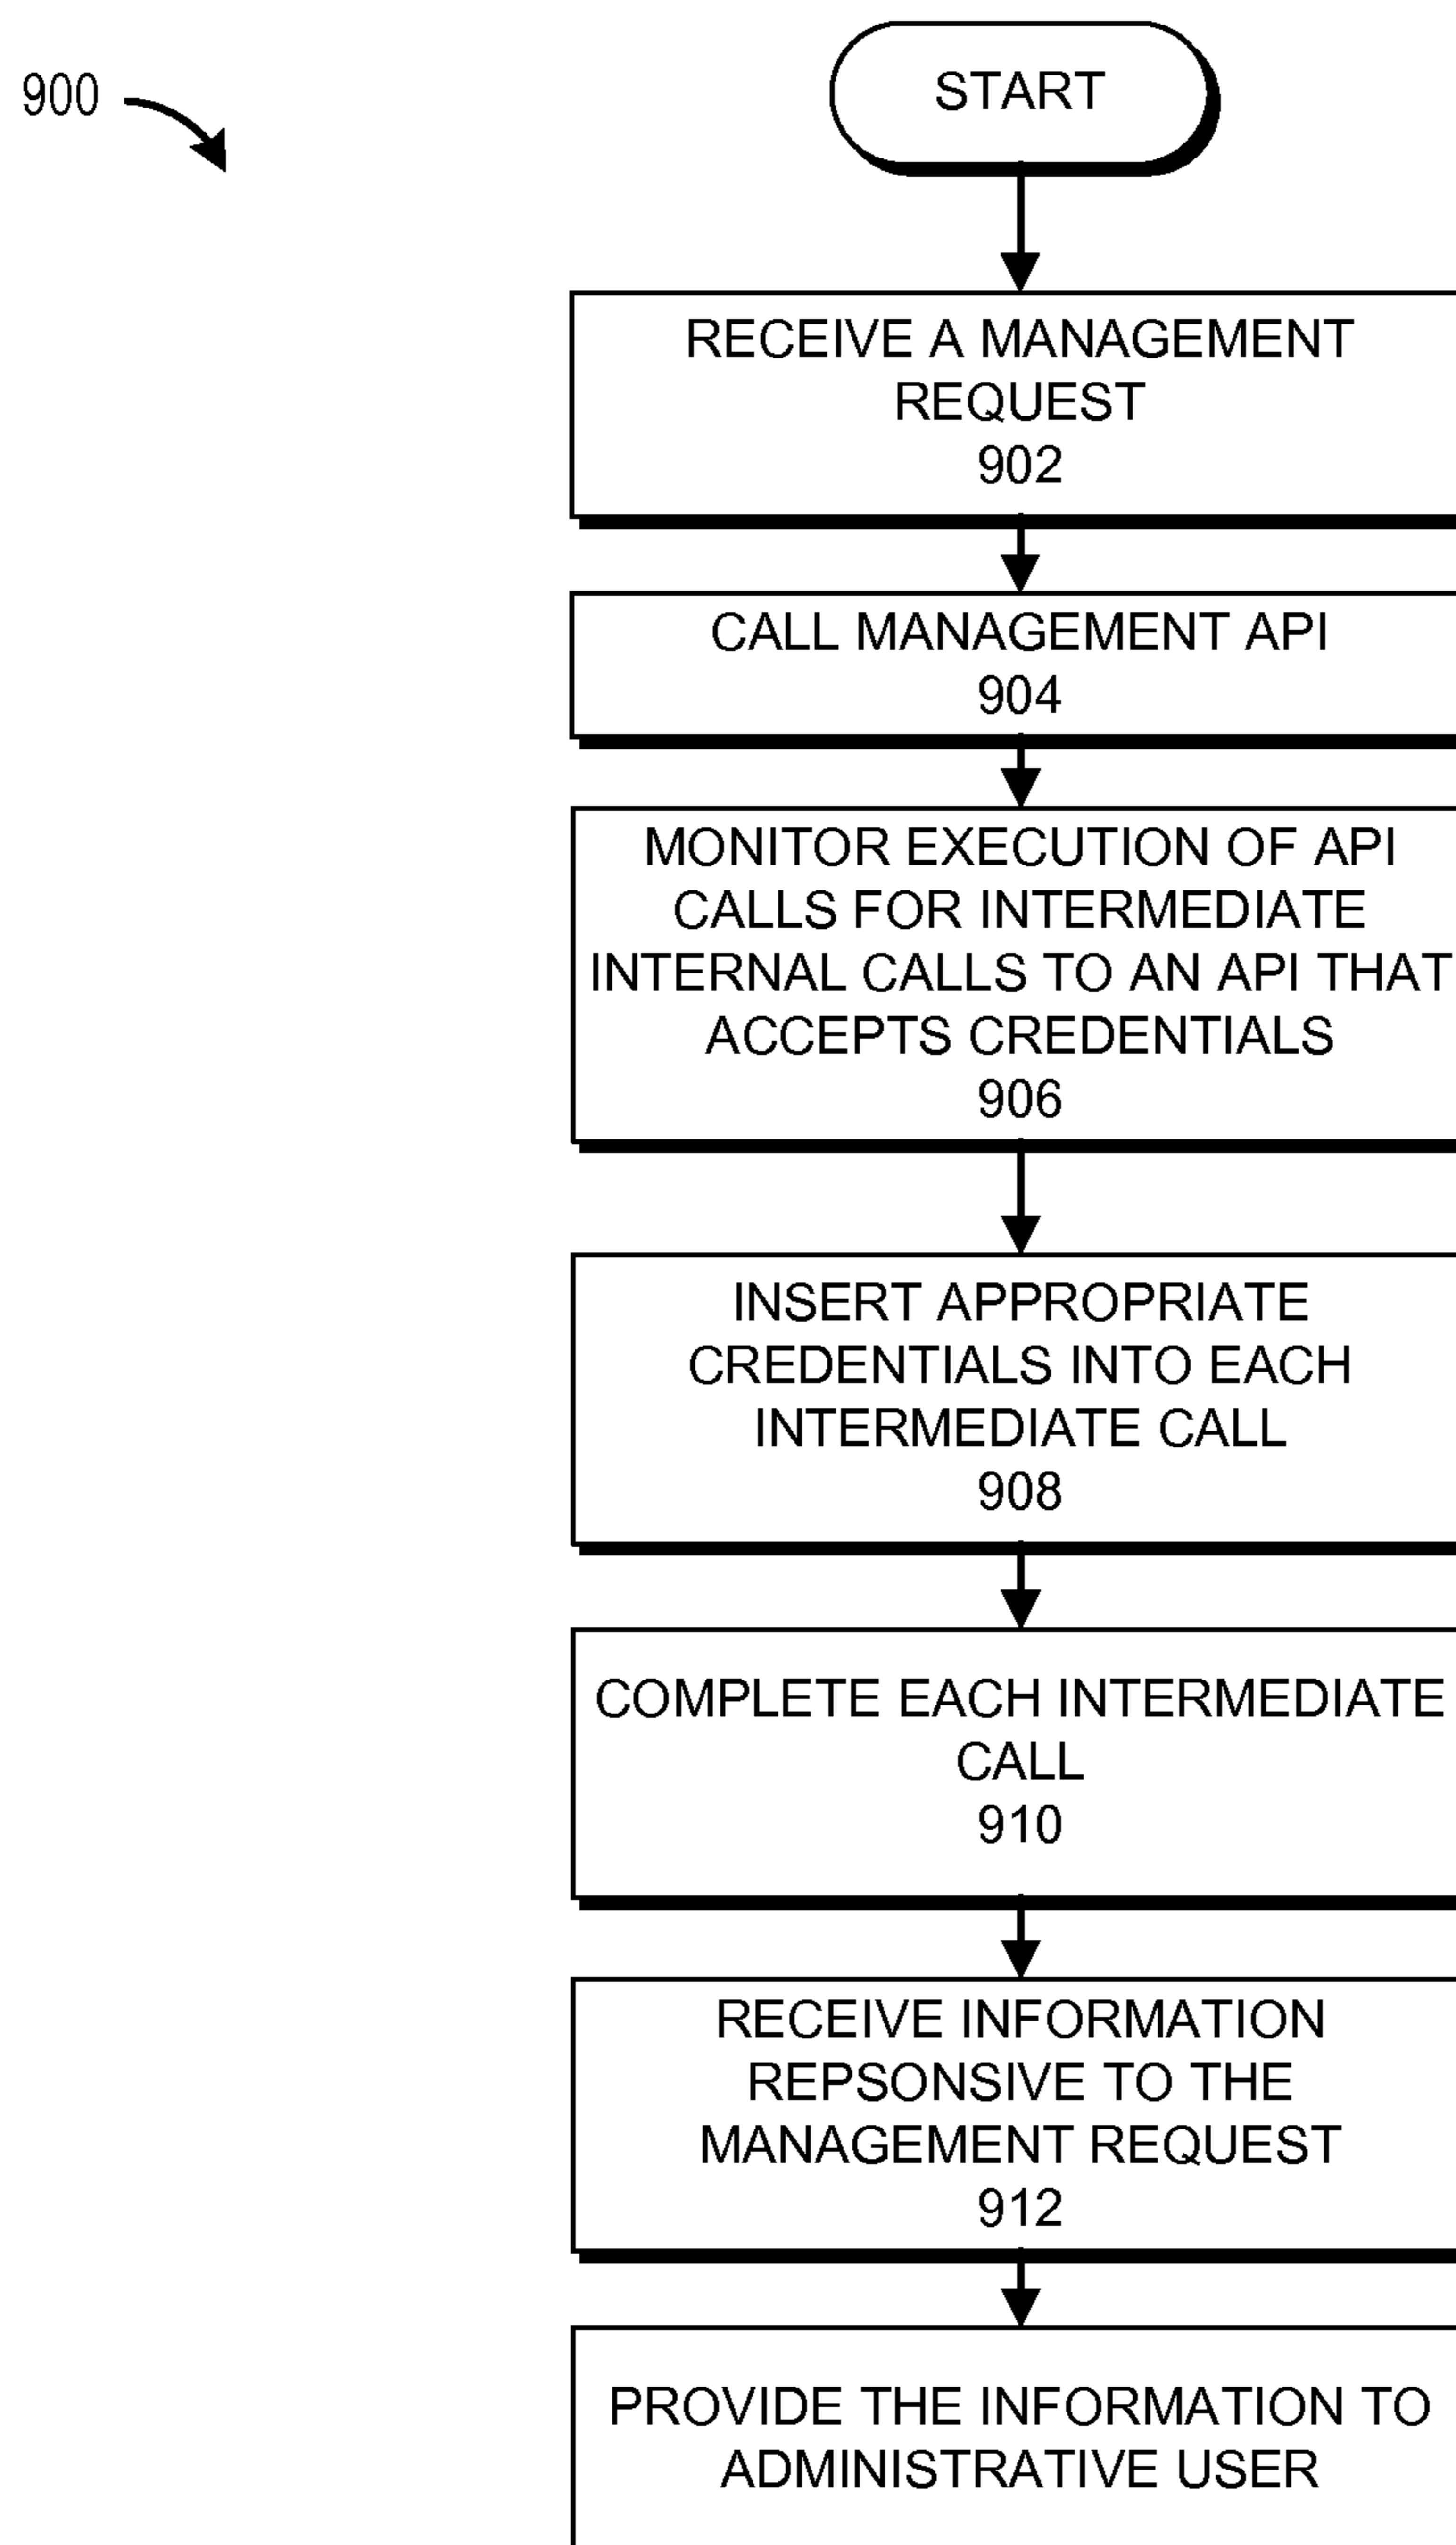 900
START
RECEIVE A MANAGEMENT
REQUEST
902
CALL MANAGEMENT API
904
MONITOR EXECUTION OF API
CALLS FOR INTERMEDIATE
INTERNAL CALLS TO AN API THAT
ACCEPTS CREDENTIALS
906
INSERT APPROPRIATE
CREDENTIALS INTO EACH
INTERMEDIATE CALL
908
COMPLETE EACH INTERMEDIATE
CALL
910
RECEIVE INFORMATION
REPSONSIVE TO THE
MANAGEMENT REQUEST
912
PROVIDE THE INFORMATION TO
ADMINISTRATIVE USER